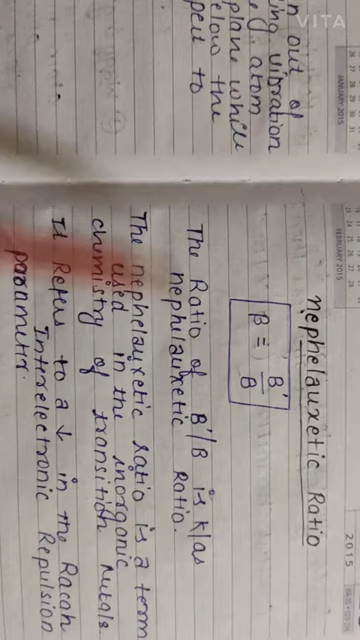 VITA
n out of
ing vibration
atom
plane while
elow the
pect to
JANUARY 2015
FEBRUARY 2015
2015
nephelauxetic Ratio
β = B'/B
The Ratio of B'/B is k/as
nephelauxetic Ratio.
The nephelauxetic ratio is a term
used in the inorganic
chemistry of transition metals.
It Refers to a ↓ in the Racah
Interelectronic Repulsion
parameter.